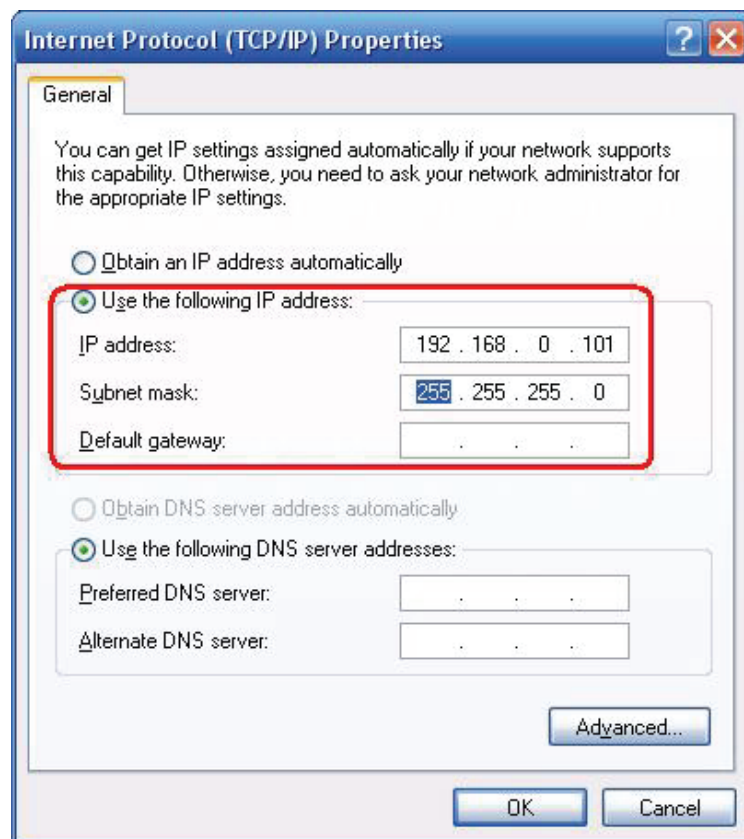 Internet Protocol (TCP/IP) Properties
General
You can get IP settings assigned automatically if your network supports
this capability. Otherwise, you need to ask your network administrator for
the appropriate IP settings.
Obtain an IP address automatically
Use the following IP address:
IP address: 192 . 168 . 0 . 101
Subnet mask: 255 . 255 . 255 . 0
Default gateway: . . .
Obtain DNS server address automatically
Use the following DNS server addresses:
Preferred DNS server: . . .
Alternate DNS server: . . .
Advanced...
OK Cancel